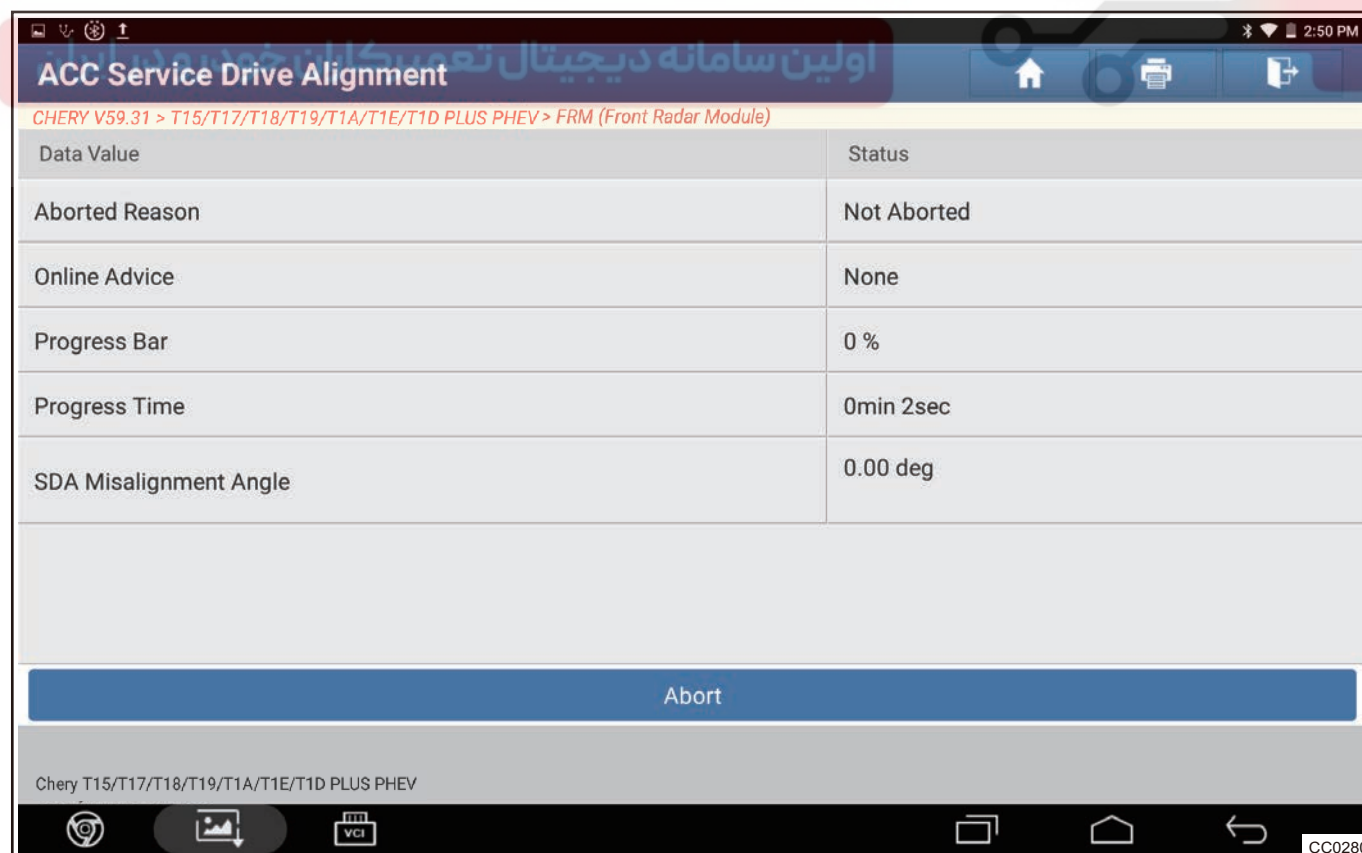 2:50 PM
اولین سامانه دیجیتال تعمیرکاران خودرو در ایران
ACC Service Drive Alignment
CHERY V59.31 > T15/T17/T18/T19/T1A/T1E/T1D PLUS PHEV > FRM (Front Radar Module)
Data Value Status
Aborted Reason Not Aborted
Online Advice None
Progress Bar 0 %
Progress Time 0min 2sec
SDA Misalignment Angle 0.00 deg
Abort
Chery T15/T17/T18/T19/T1A/T1E/T1D PLUS PHEV
VCI
CC0280